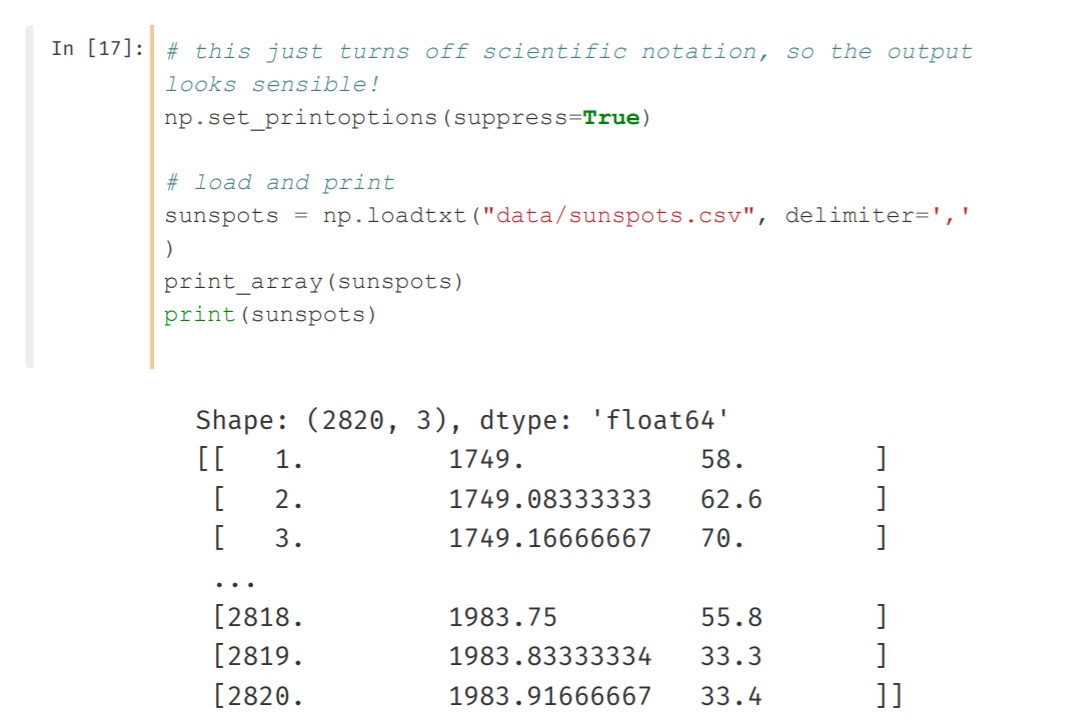 In [17]: # this just turns off scientific notation, so the output
looks sensible!
np.set_printoptions(suppress=True)
# load and print
sunspots = np.loadtxt("data/sunspots.csv", delimiter=','
)
print_array(sunspots)
print(sunspots)
Shape: (2820, 3), dtype: 'float64'
[[ 1. 1749. 58. ]
[ 2. 1749.08333333 62.6 ]
[ 3. 1749.16666667 70. ]
...
[2818. 1983.75 55.8 ]
[2819. 1983.83333334 33.3 ]
[2820. 1983.91666667 33.4 ]]